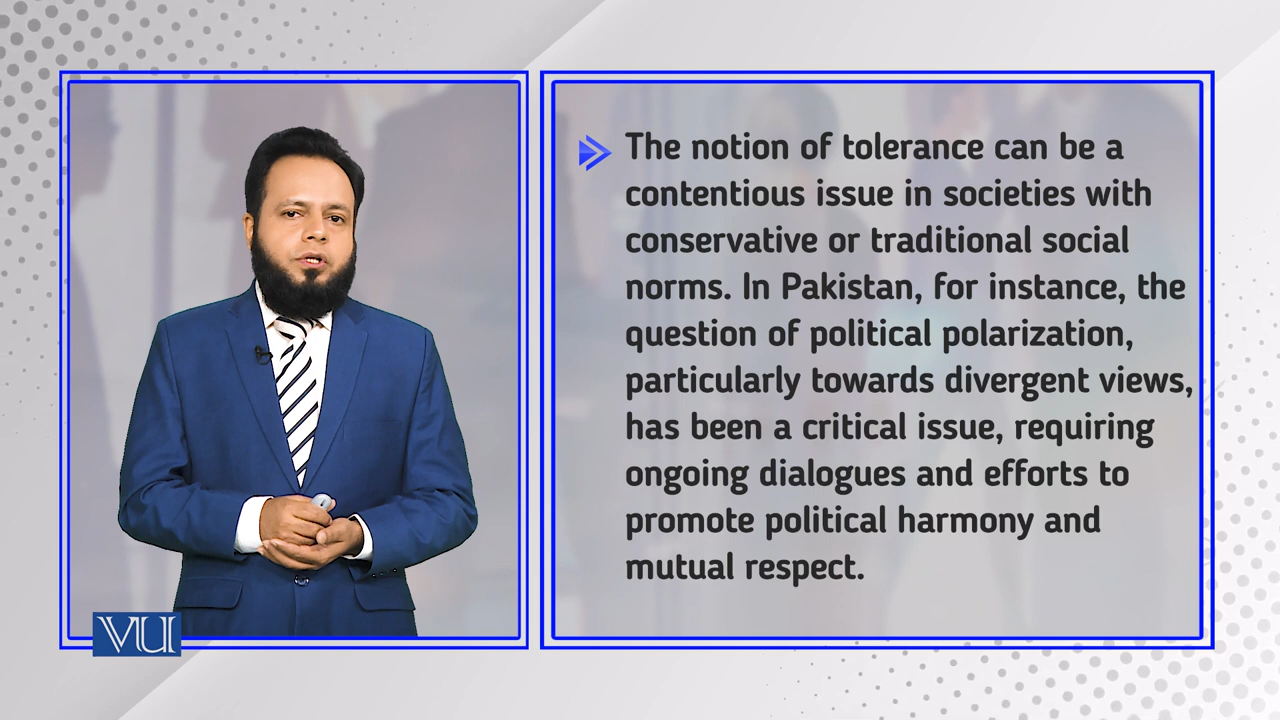 The notion of tolerance can be a
contentious issue in societies with
conservative or traditional social
norms. In Pakistan, for instance, the
question of political polarization,
particularly towards divergent views,
has been a critical issue, requiring
ongoing dialogues and efforts to
promote political harmony and
mutual respect.
VU